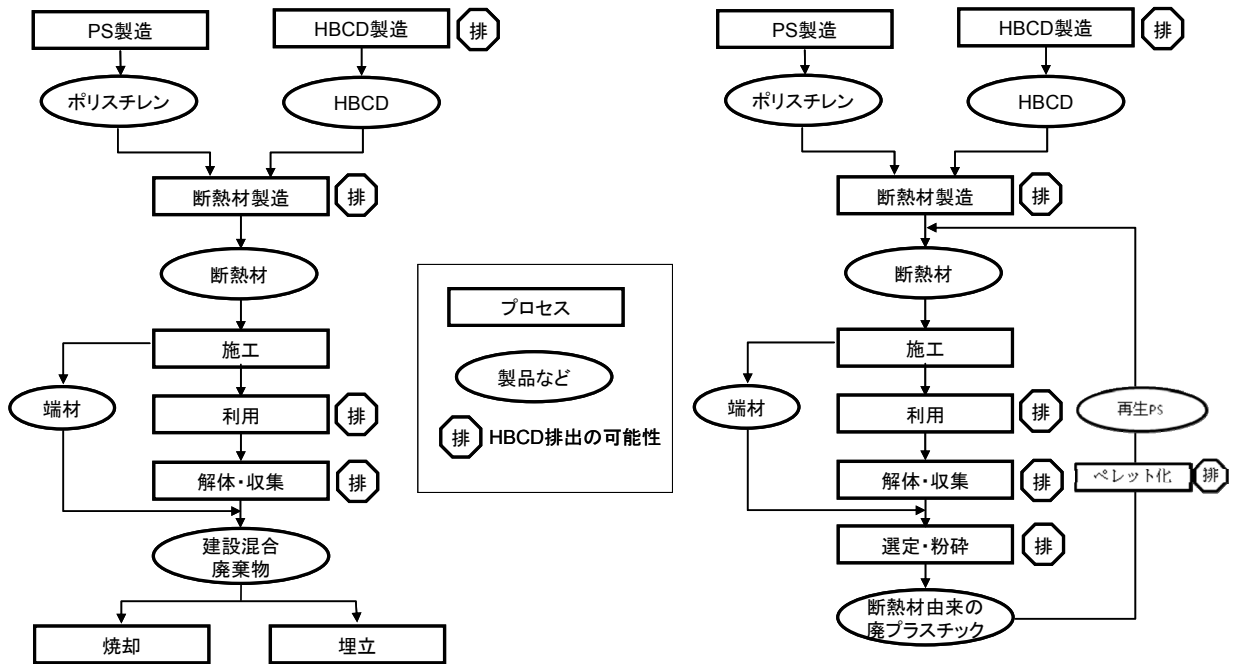 PS製造
HBCD製造
排
ポリスチレン
HBCD
断熱材製造
排
断熱材
施工
端材
利用
排
解体・収集
排
建設混合
廃棄物
焼却
埋立
プロセス
製品など
排
HBCD排出の可能性
PS製造
HBCD製造
排
ポリスチレン
HBCD
断熱材製造
排
断熱材
施工
端材
利用
排
再生PS
解体・収集
排
ペレット化
排
選定・粉砕
排
断熱材由来の
廃プラスチック